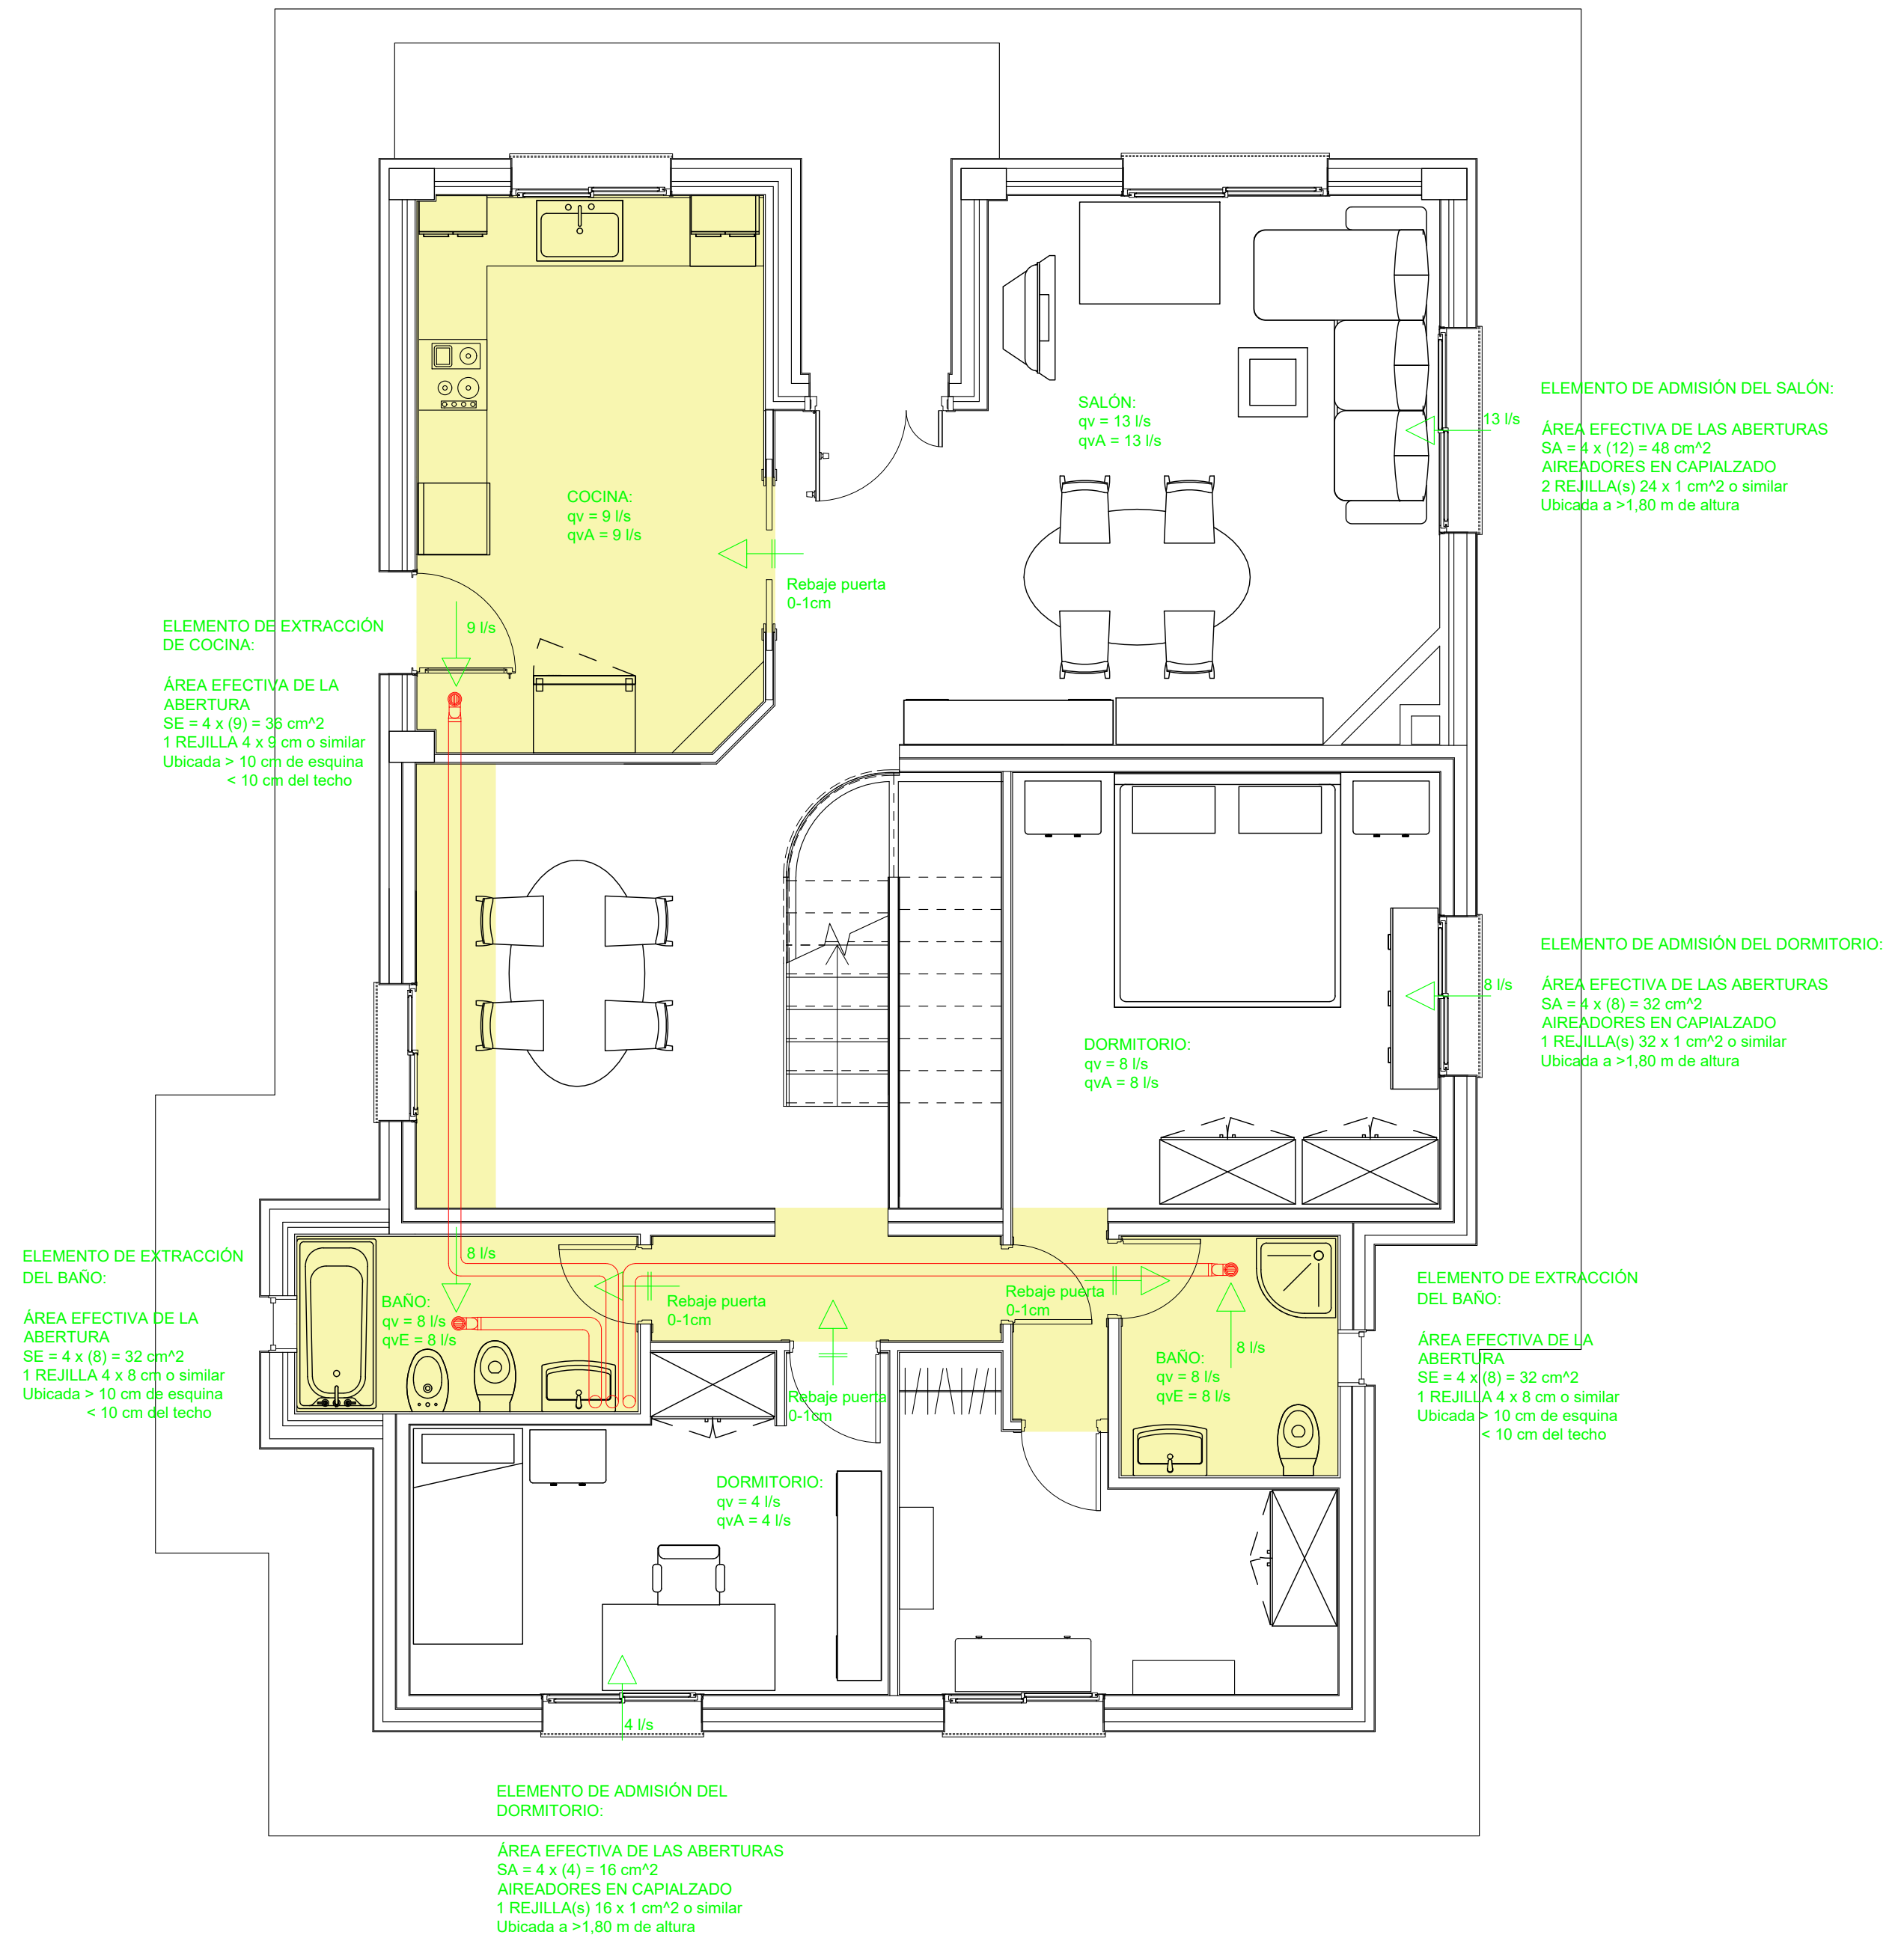 SALÓN:
qv = 13 l/s
qvA = 13 l/s
13 l/s
ELEMENTO DE ADMISIÓN DEL SALÓN:
ÁREA EFECTIVA DE LAS ABERTURAS
SA = 4 x (12) = 48 cm^2
AIREADORES EN CAPIALZADO
2 REJILLA(s) 24 x 1 cm^2 o similar
Ubicada a >1,80 m de altura
COCINA:
qv = 9 l/s
qvA = 9 l/s
Rebaje puerta
0-1cm
9 l/s
ELEMENTO DE EXTRACCIÓN
DE COCINA:
ÁREA EFECTIVA DE LA
ABERTURA
SE = 4 x (9) = 36 cm^2
1 REJILLA 4 x 9 cm o similar
Ubicada > 10 cm de esquina
< 10 cm del techo
ELEMENTO DE ADMISIÓN DEL DORMITORIO:
ÁREA EFECTIVA DE LAS ABERTURAS
SA = 4 x (8) = 32 cm^2
AIREADORES EN CAPIALZADO
1 REJILLA(s) 32 x 1 cm^2 o similar
Ubicada a >1,80 m de altura
8 l/s
DORMITORIO:
qv = 8 l/s
qvA = 8 l/s
ELEMENTO DE EXTRACCIÓN
DEL BAÑO:
ÁREA EFECTIVA DE LA
ABERTURA
SE = 4 x (8) = 32 cm^2
1 REJILLA 4 x 8 cm o similar
Ubicada > 10 cm de esquina
< 10 cm del techo
8 l/s
BAÑO:
qv = 8 l/s
qvE = 8 l/s
Rebaje puerta
0-1cm
Rebaje puerta
0-1cm
Rebaje puerta
0-1cm
8 l/s
BAÑO:
qv = 8 l/s
qvE = 8 l/s
ELEMENTO DE EXTRACCIÓN
DEL BAÑO:
ÁREA EFECTIVA DE LA
ABERTURA
SE = 4 x (8) = 32 cm^2
1 REJILLA 4 x 8 cm o similar
Ubicada > 10 cm de esquina
< 10 cm del techo
DORMITORIO:
qv = 4 l/s
qvA = 4 l/s
4 l/s
ELEMENTO DE ADMISIÓN DEL
DORMITORIO:
ÁREA EFECTIVA DE LAS ABERTURAS
SA = 4 x (4) = 16 cm^2
AIREADORES EN CAPIALZADO
1 REJILLA(s) 16 x 1 cm^2 o similar
Ubicada a >1,80 m de altura